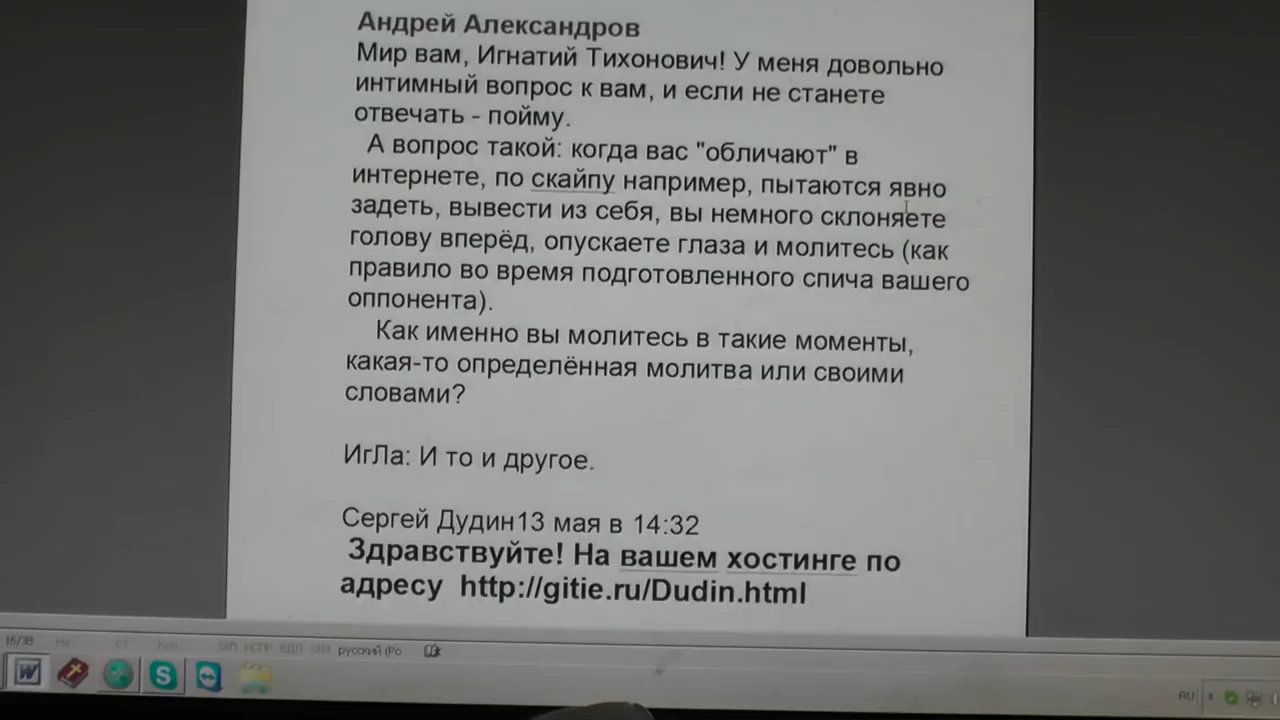 Андрей Александров
Мир вам, Игнатий Тихонович! У меня довольно
интимный вопрос к вам, и если не станете
отвечать - пойму.
А вопрос такой: когда вас "обличают" в
интернете, по скайпу например, пытаются явно
задеть, вывести из себя, вы немного склоняете
голову вперёд, опускаете глаза и молитесь (как
правило во время подготовленного спича вашего
оппонента).
Как именно вы молитесь в такие моменты,
какая-то определённая молитва или своими
словами?
ИгЛа: И то и другое.
Сергей Дудин13 мая в 14:32
Здравствуйте! На вашем хостинге по
адресу http://gitie.ru/Dudin.html
16/38 русский (Ро
RU